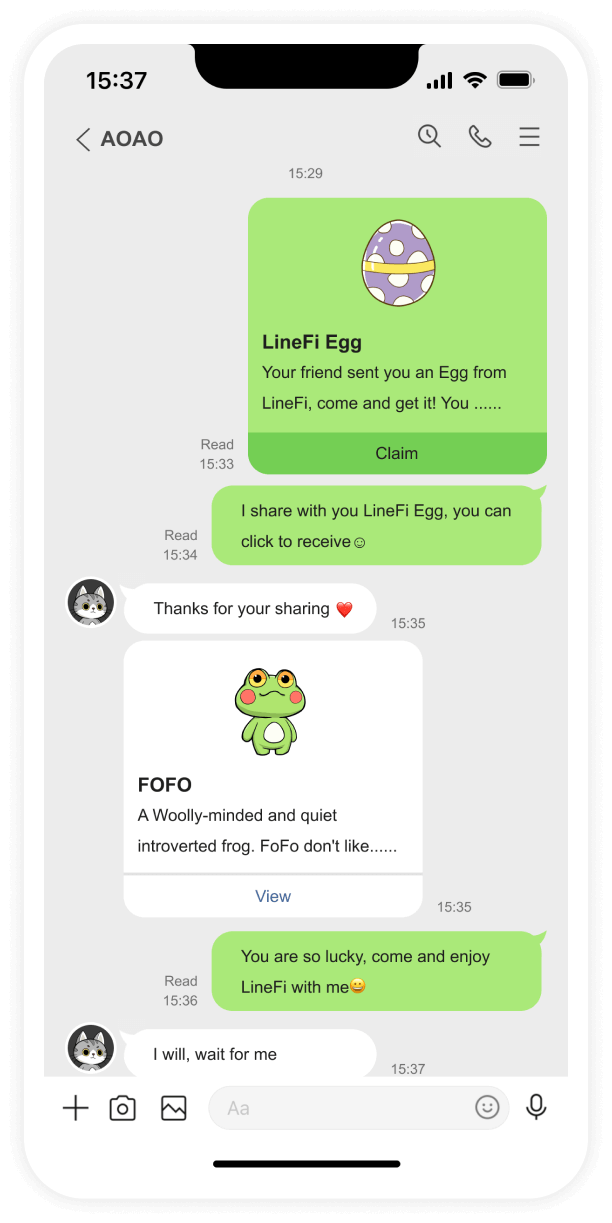 15:37
AOAO
15:29
LineFi Egg
Your friend sent you an Egg from
LineFi, come and get it! You ......
Claim
Read
15:33
I share with you LineFi Egg, you can
click to receive☺
Read
15:34
Thanks for your sharing ❤️
15:35
FOFO
A Woolly-minded and quiet
introverted frog. FoFo don't like......
View
15:35
You are so lucky, come and enjoy
LineFi with me😀
Read
15:36
I will, wait for me
15:37
Aa